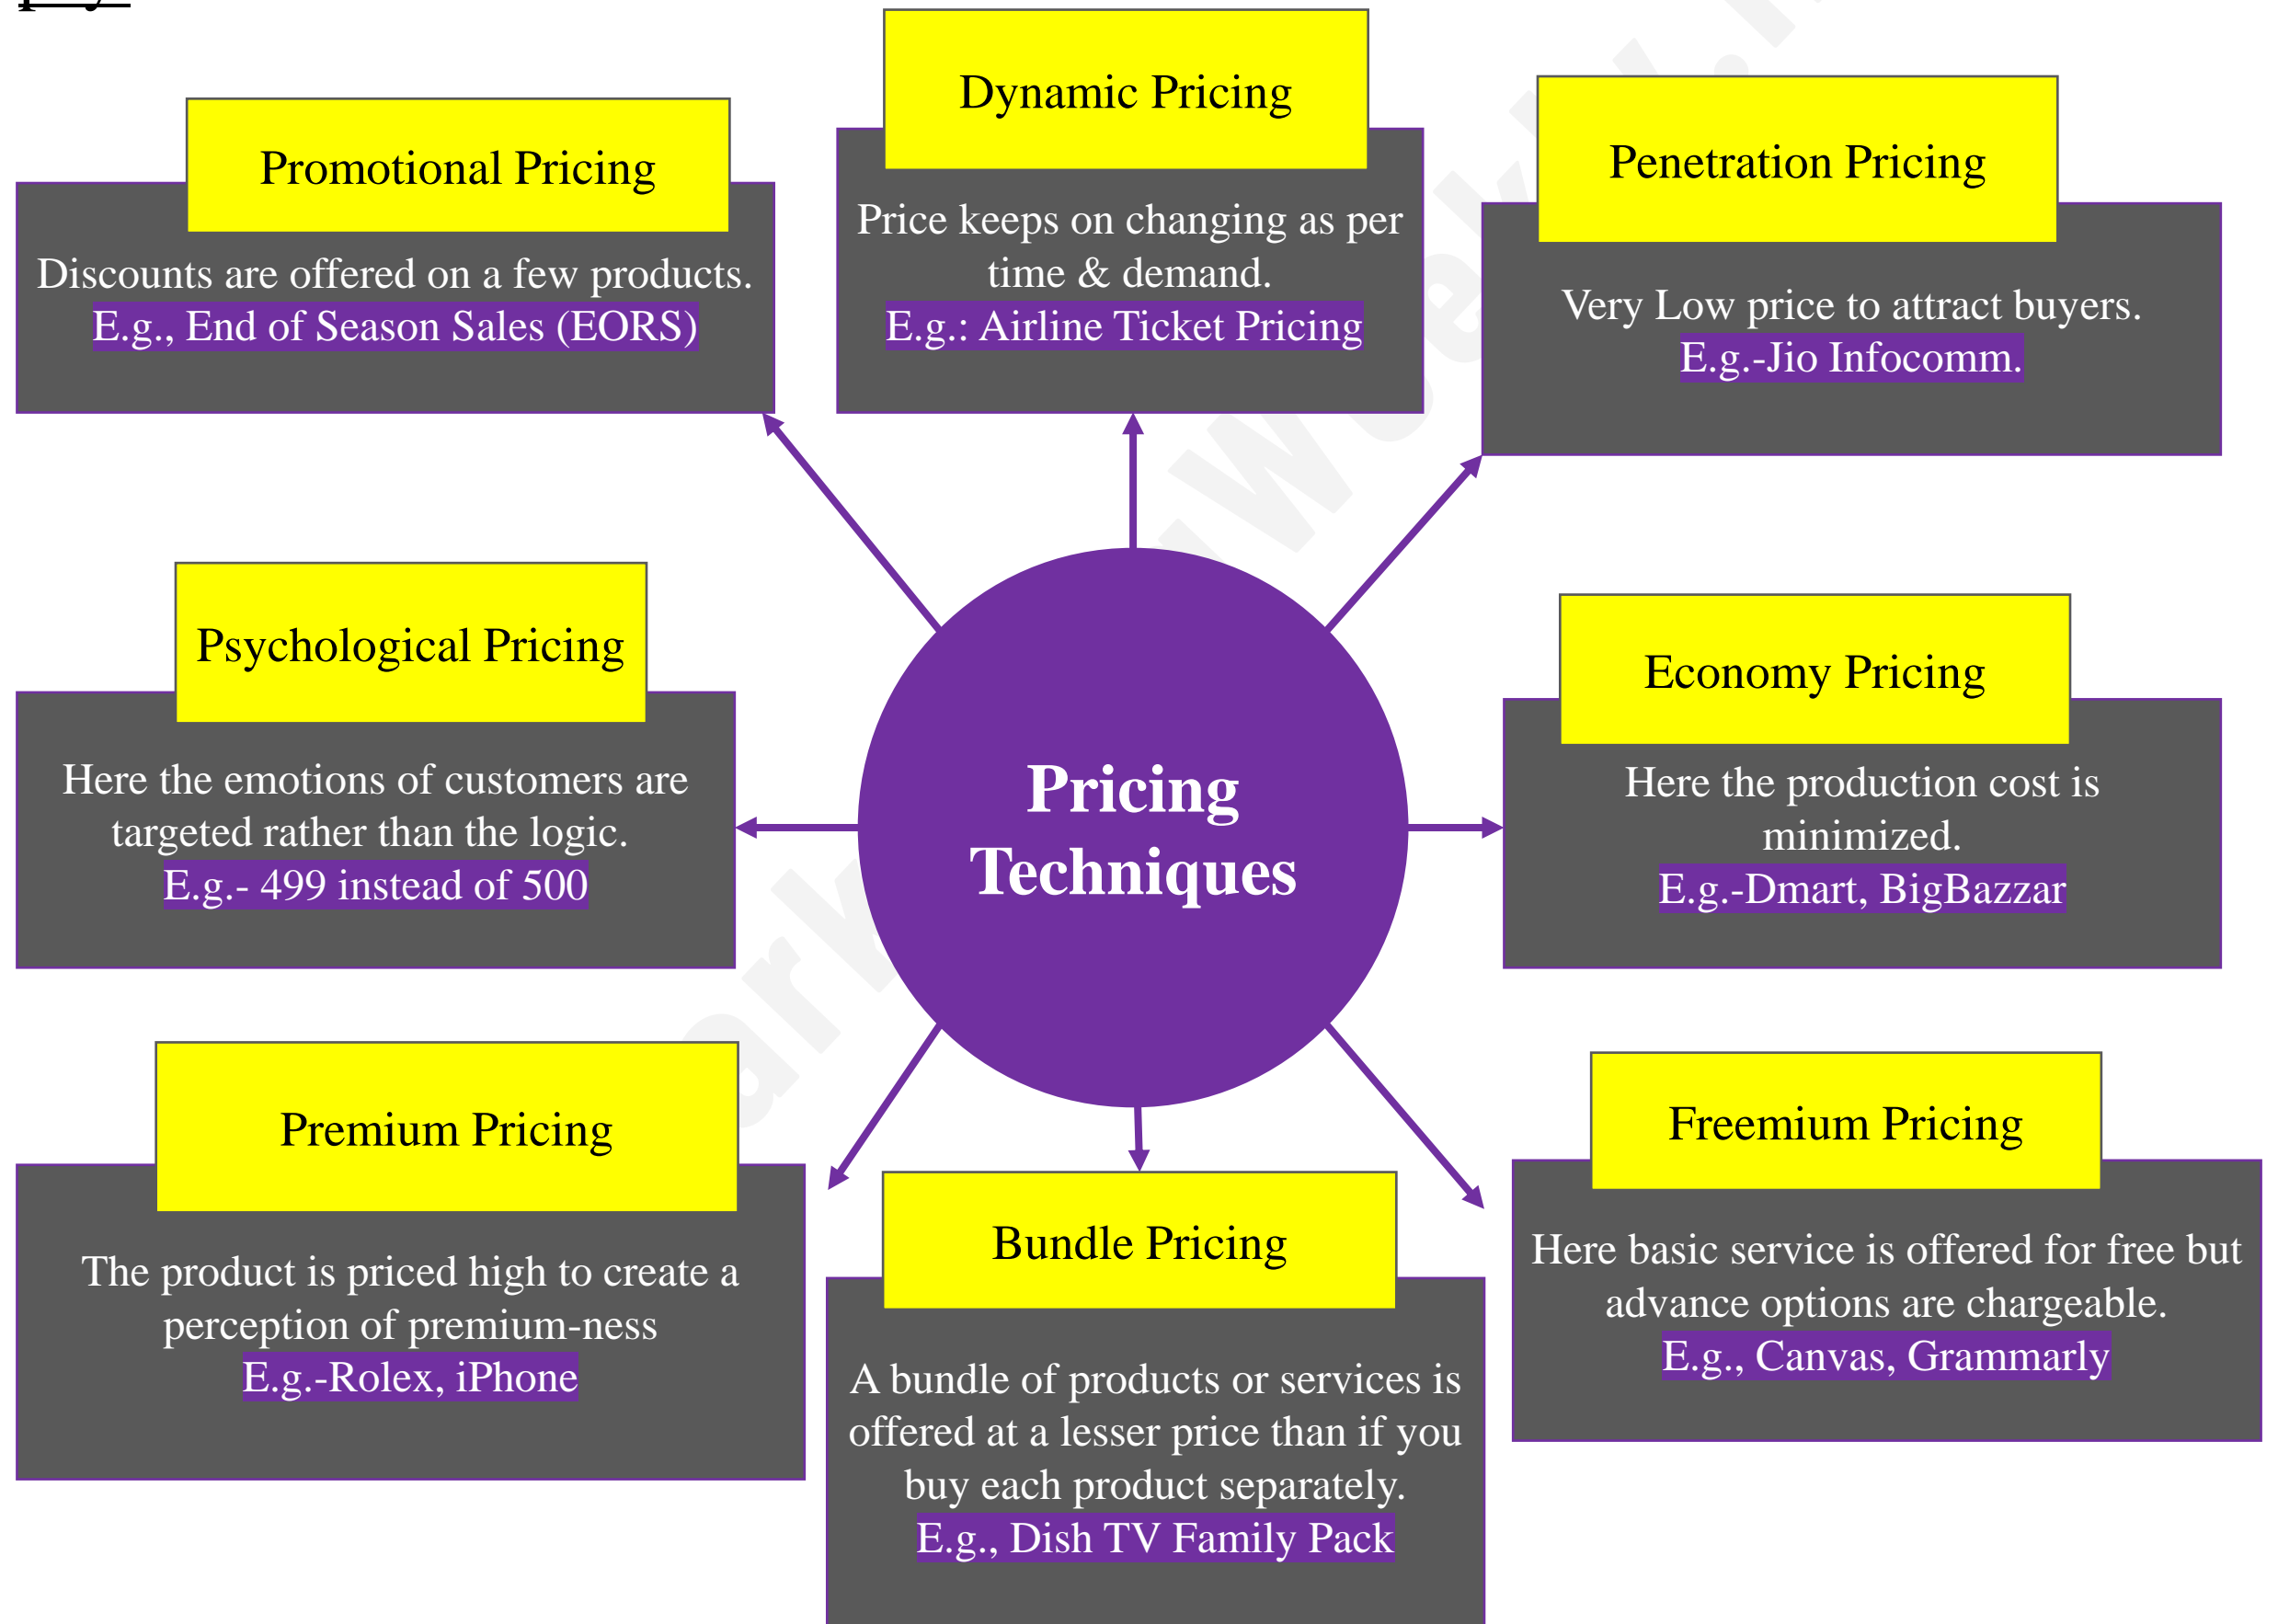 Dynamic Pricing
Price keeps on changing as per
time & demand.
E.g.: Airline Ticket Pricing
Promotional Pricing
Discounts are offered on a few products.
E.g., End of Season Sales (EORS)
Penetration Pricing
Very Low price to attract buyers.
E.g.-Jio Infocomm.
Psychological Pricing
Here the emotions of customers are
targeted rather than the logic.
E.g.- 499 instead of 500
Pricing
Techniques
Economy Pricing
Here the production cost is
minimized.
E.g.-Dmart, BigBazzar
Premium Pricing
The product is priced high to create a
perception of premium-ness
E.g.-Rolex, iPhone
Bundle Pricing
A bundle of products or services is
offered at a lesser price than if you
buy each product separately.
E.g., Dish TV Family Pack
Freemium Pricing
Here basic service is offered for free but
advance options are chargeable.
E.g., Canvas, Grammarly